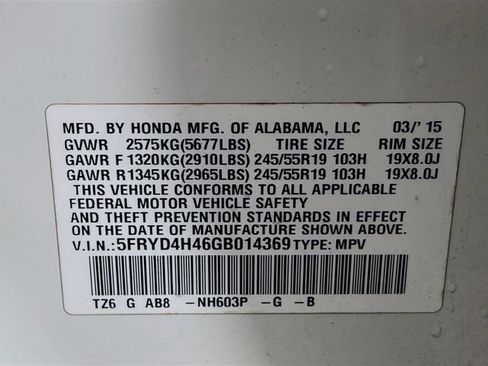 MFD. BY HONDA MFG. OF ALABAMA, LLC 03/' 15
GVWR 2575KG(5677LBS) TIRE SIZE RIM SIZE
GAWR F 1320KG(2910LBS) 245/55R19 103H 19X8.0J
GAWR R 1345KG(2965LBS) 245/55R19 103H 19X8.0J
THIS VEHICLE CONFORMS TO ALL APPLICABLE
FEDERAL MOTOR VEHICLE SAFETY
AND THEFT PREVENTION STANDARDS IN EFFECT
ON THE DATE OF MANUFACTURE SHOWN ABOVE
V.I.N.: 5FRYD4H46GB014369 TYPE: MPV
TZ6 G AB8 -NH603P -G -B